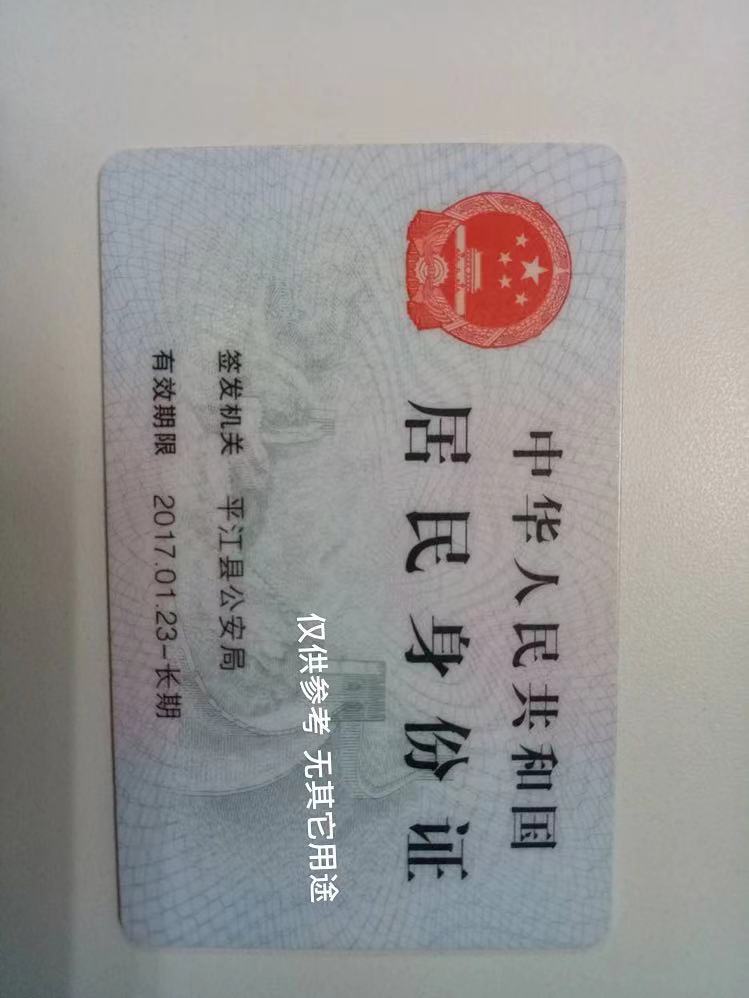 中华人民共和国
居民身份证
仅供参考 无其它用途
签发机关 平江县公安局
有效期限 2017.01.23-长期